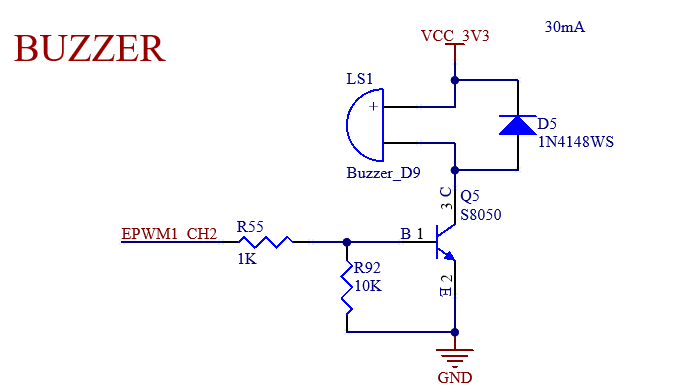 BUZZER
VCC_3V3
30mA
LS1
+
D5
1N4148WS
Buzzer_D9
C
3
Q5
S8050
EPWM1_CH2
R55
1K
B 1
R92
10K
2
E
GND